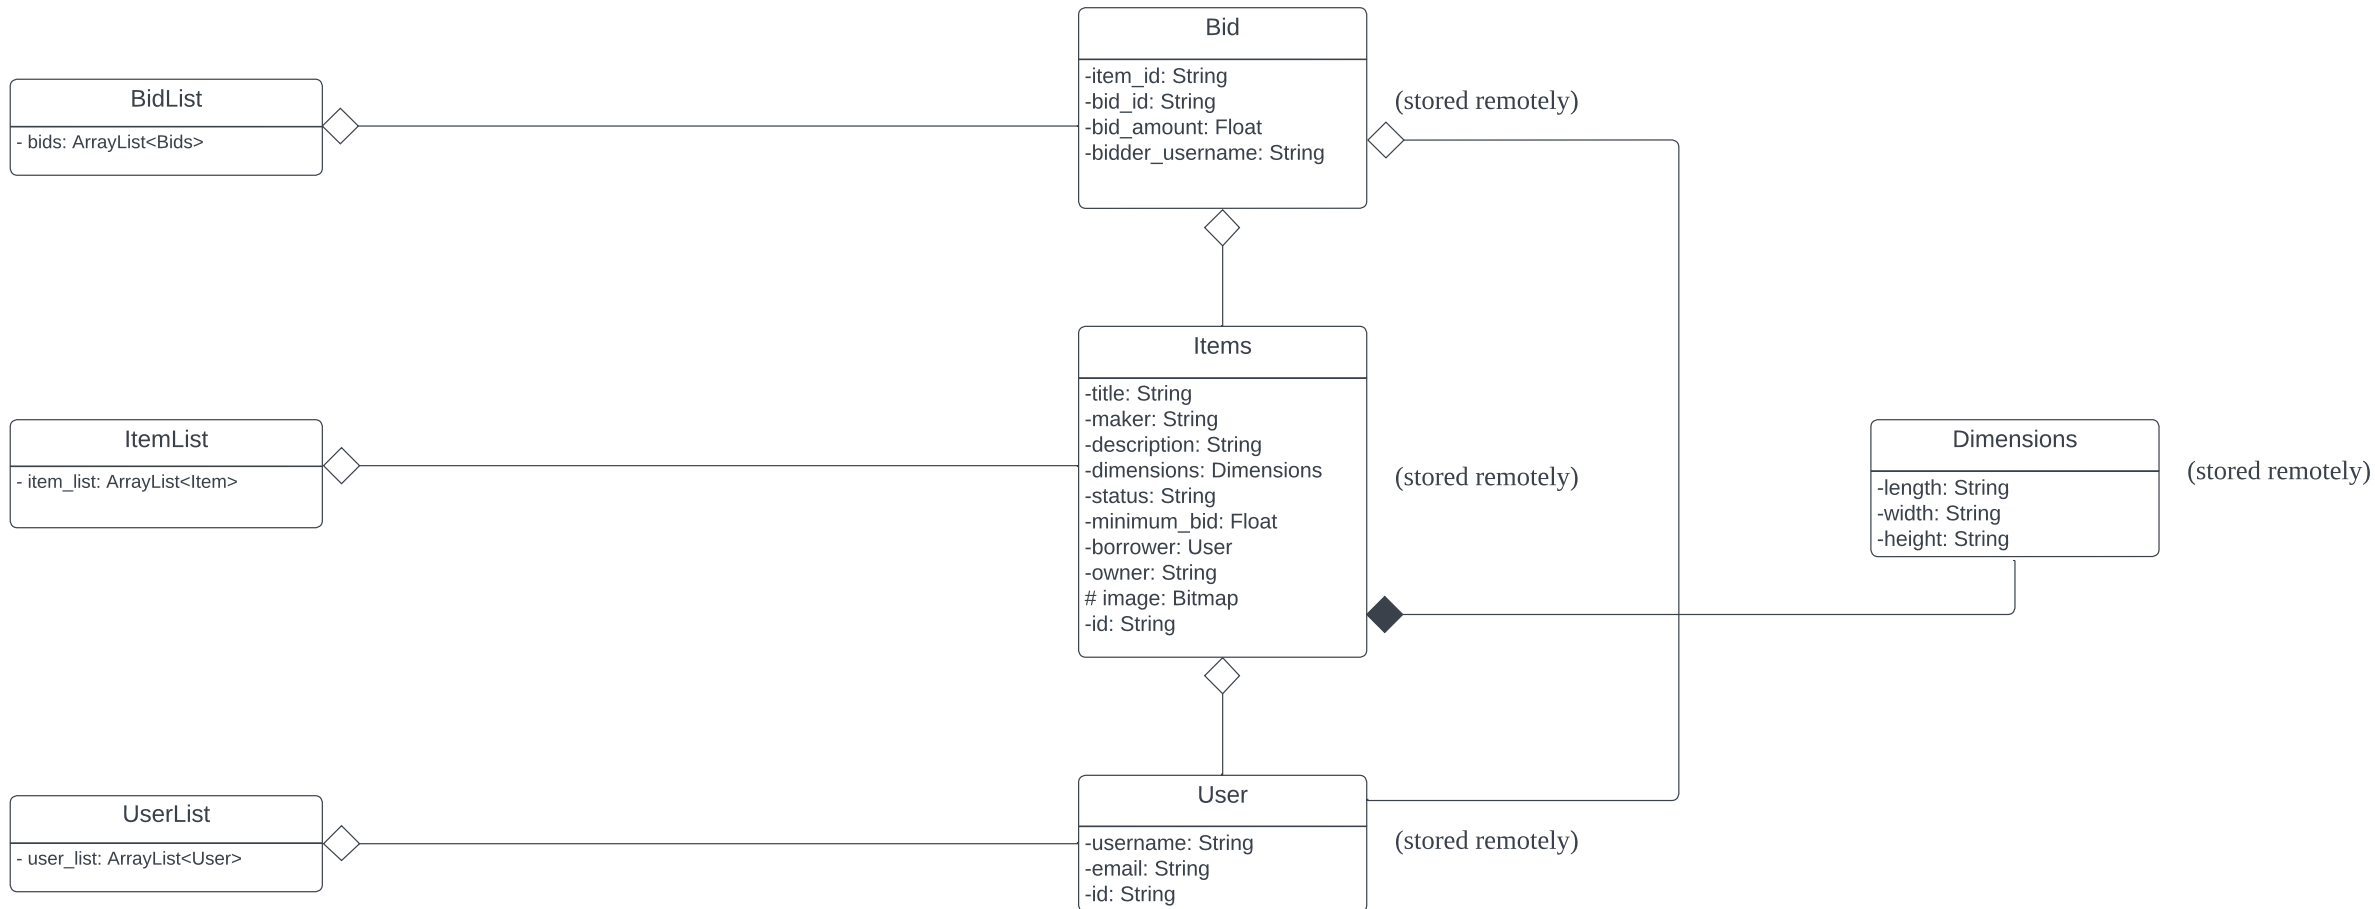 Bid
-item_id: String
-bid_id: String
-bid_amount: Float
-bidder_username: String
(stored remotely)
BidList
- bids: ArrayList<Bids>
Items
-title: String
-maker: String
-description: String
-dimensions: Dimensions
-status: String
-minimum_bid: Float
-borrower: User
-owner: String
# image: Bitmap
-id: String
(stored remotely)
ItemList
- item_list: ArrayList<Item>
Dimensions
-length: String
-width: String
-height: String
(stored remotely)
User
-username: String
-email: String
-id: String
(stored remotely)
UserList
- user_list: ArrayList<User>